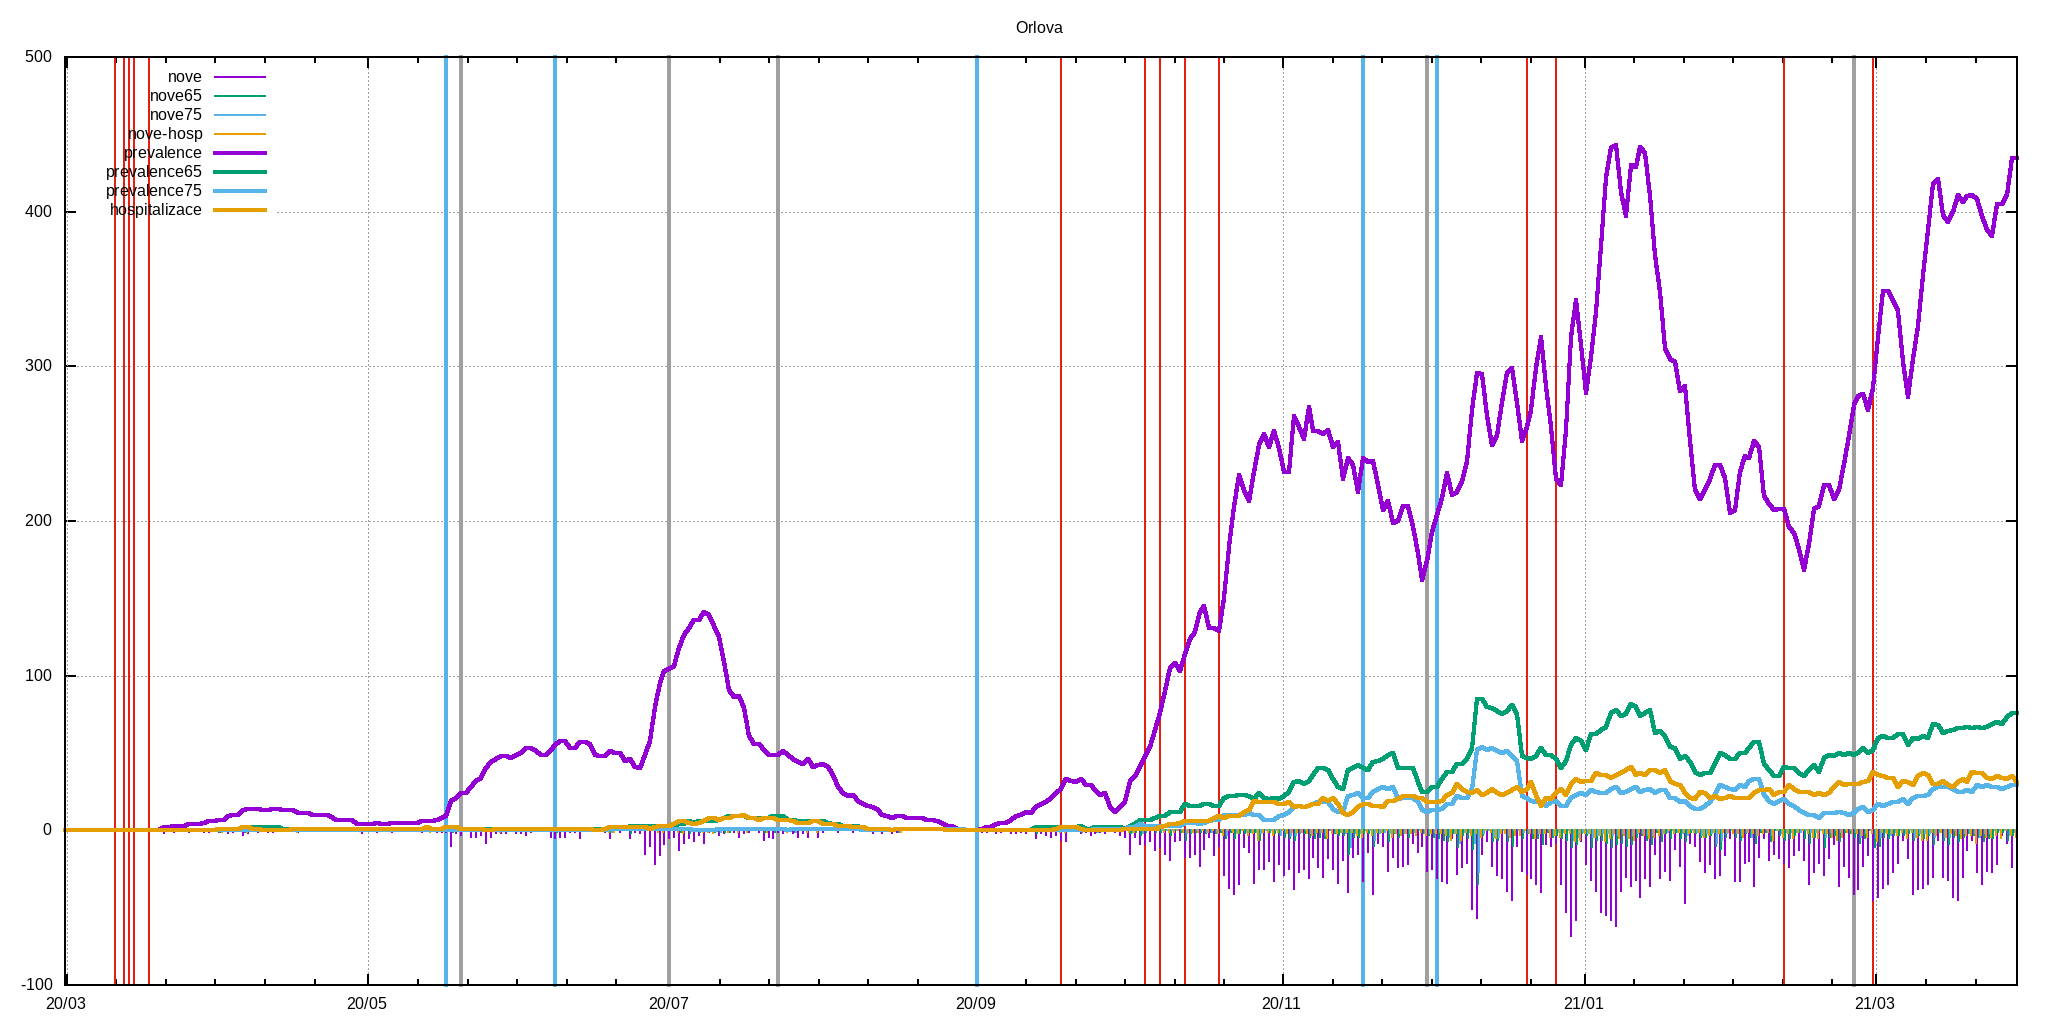 Orlova
500
nove
nove65
nove75
nove-hosp
prevalence
prevalence65
prevalence75
hospitalizace
400
300
200
100
0
-100
20/03 20/05 20/07 20/09 20/11 21/01 21/03